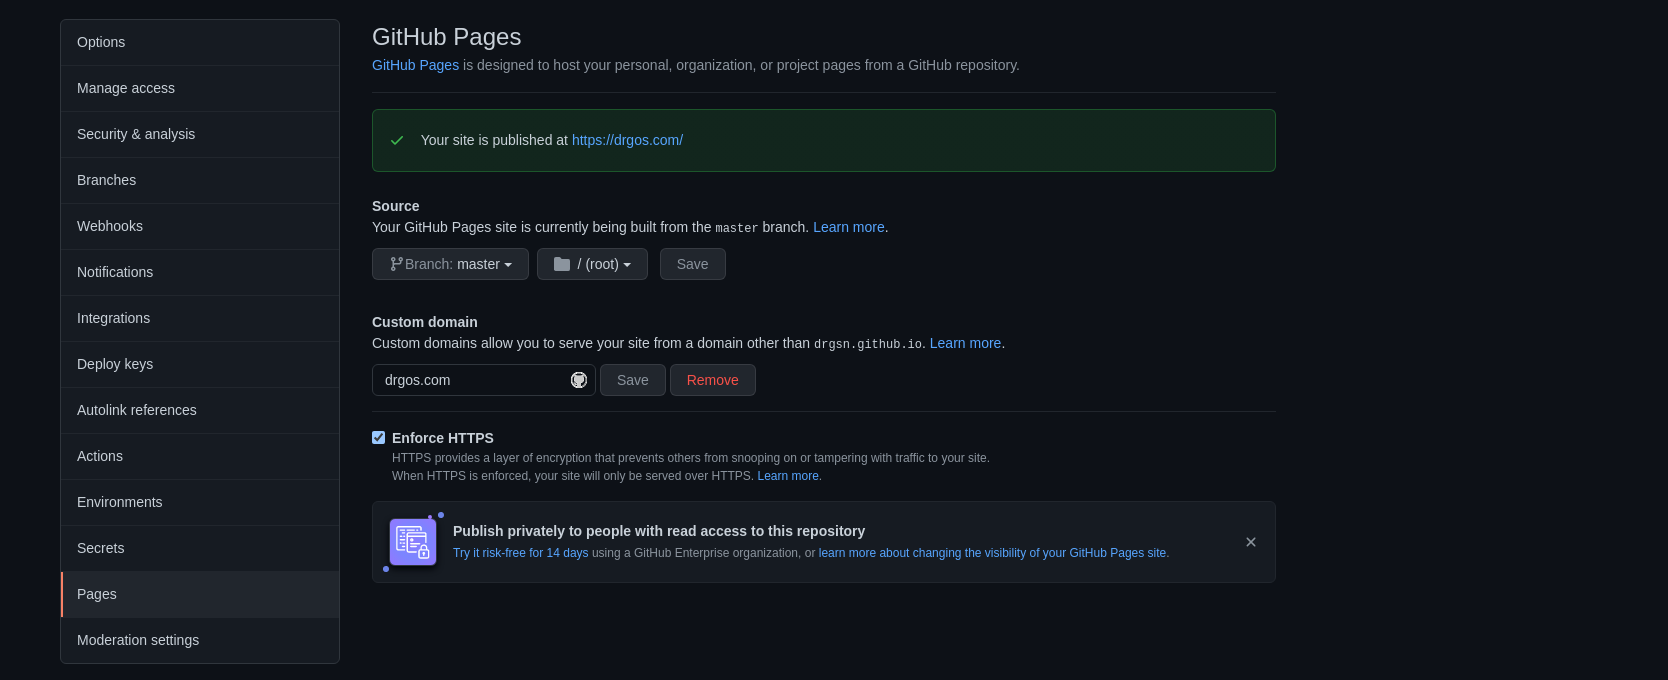 Options
Manage access
Security & analysis
Branches
Webhooks
Notifications
Integrations
Deploy keys
Autolink references
Actions
Environments
Secrets
Pages
Moderation settings
GitHub Pages
GitHub Pages is designed to host your personal, organization, or project pages from a GitHub repository.
Your site is published at https://drgos.com/
Source
Your GitHub Pages site is currently being built from the master branch. Learn more.
Branch: master
/ (root)
Save
Custom domain
Custom domains allow you to serve your site from a domain other than drgsn.github.io. Learn more.
drgos.com
Save
Remove
Enforce HTTPS
HTTPS provides a layer of encryption that prevents others from snooping on or tampering with traffic to your site.
When HTTPS is enforced, your site will only be served over HTTPS. Learn more.
Publish privately to people with read access to this repository
Try it risk-free for 14 days using a GitHub Enterprise organization, or learn more about changing the visibility of your GitHub Pages site.